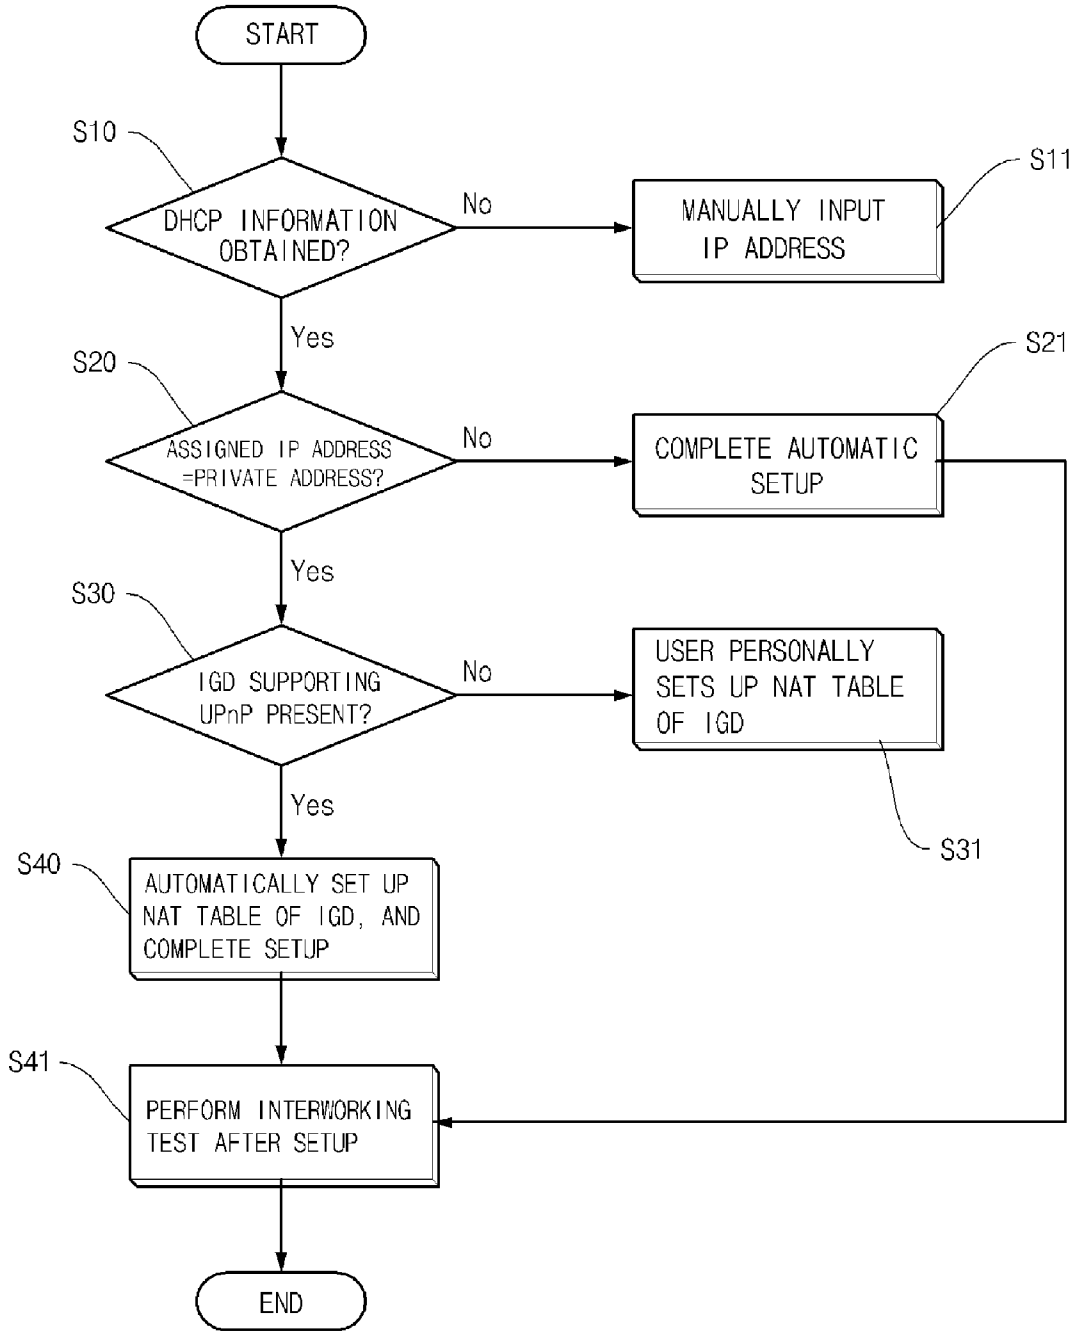 START
S10
DHCP INFORMATION
OBTAINED?
No
S11
MANUALLY INPUT
IP ADDRESS
Yes
S20
ASSIGNED IP ADDRESS
=PRIVATE ADDRESS?
No
S21
COMPLETE AUTOMATIC
SETUP
Yes
S30
IGD SUPPORTING
UPnP PRESENT?
No
USER PERSONALLY
SETS UP NAT TABLE
OF IGD
S31
Yes
S40
AUTOMATICALLY SET UP
NAT TABLE OF IGD, AND
COMPLETE SETUP
S41
PERFORM INTERWORKING
TEST AFTER SETUP
END